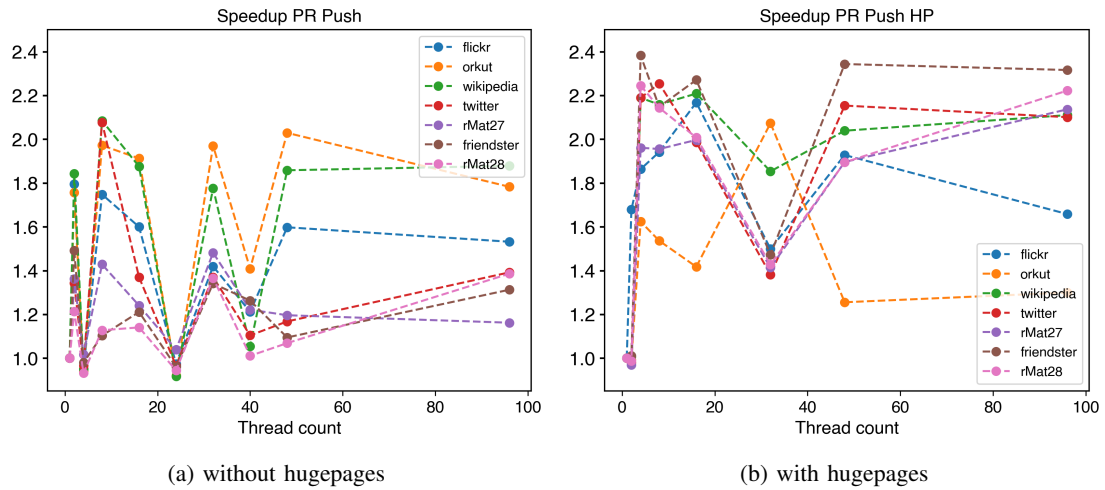 Speedup PR Push
2.4
2.2
2.0
1.8
1.6
1.4
1.2
1.0
0
20
40
60
80
100
Thread count
flickr
orkut
wikipedia
twitter
rMat27
friendster
rMat28
(a) without hugepages
Speedup PR Push HP
2.4
2.2
2.0
1.8
1.6
1.4
1.2
1.0
0
20
40
60
80
100
Thread count
flickr
orkut
wikipedia
twitter
rMat27
friendster
rMat28
(b) with hugepages